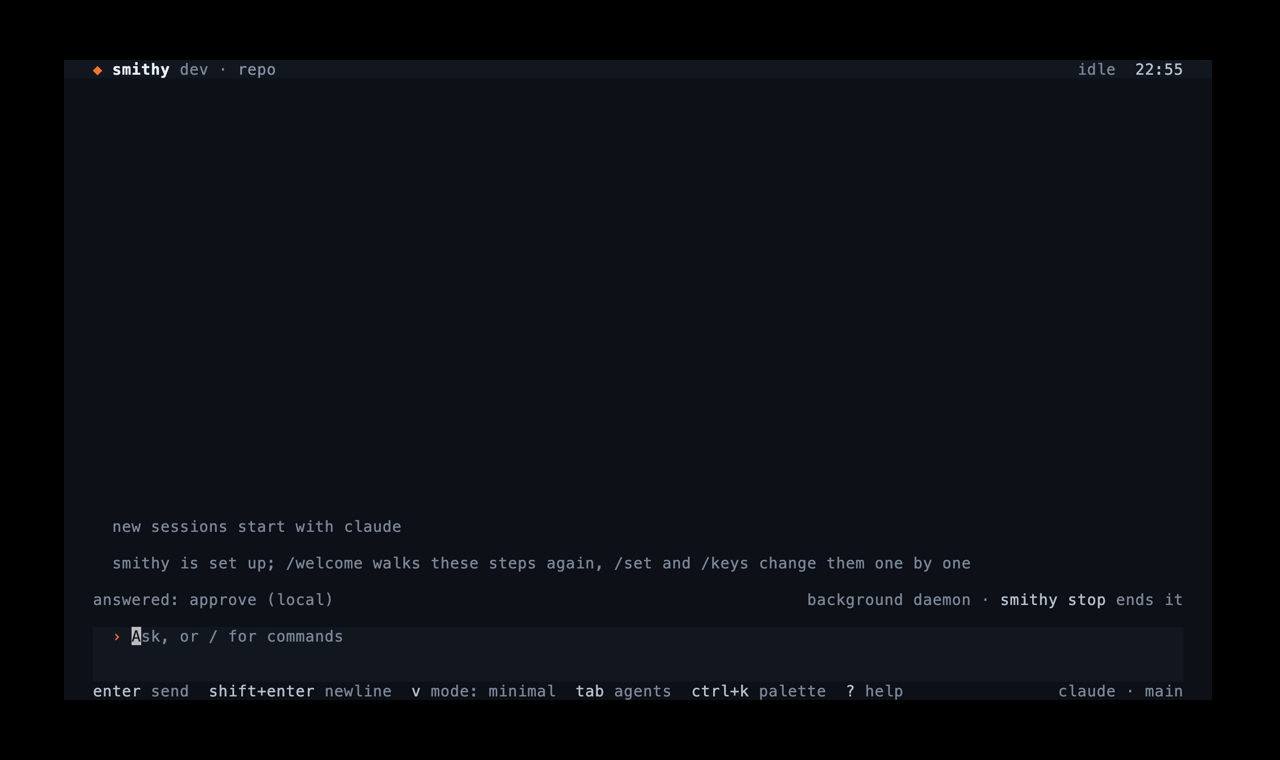 ◆ smithy dev · repo idle 22:55
new sessions start with claude
smithy is set up; /welcome walks these steps again, /set and /keys change them one by one
answered: approve (local) background daemon · smithy stop ends it
› Ask, or / for commands
enter send shift+enter newline v mode: minimal tab agents ctrl+k palette ? help claude · main